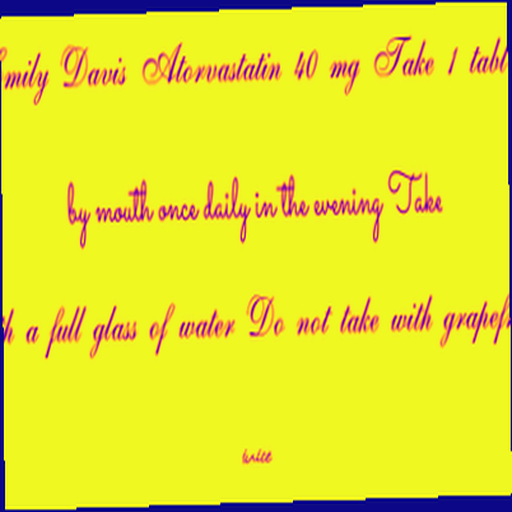 mily Davis Atorvastatin 40 mg Take 1 tabl
by mouth once daily in the evening Take
h a full glass of water Do not take with grapef